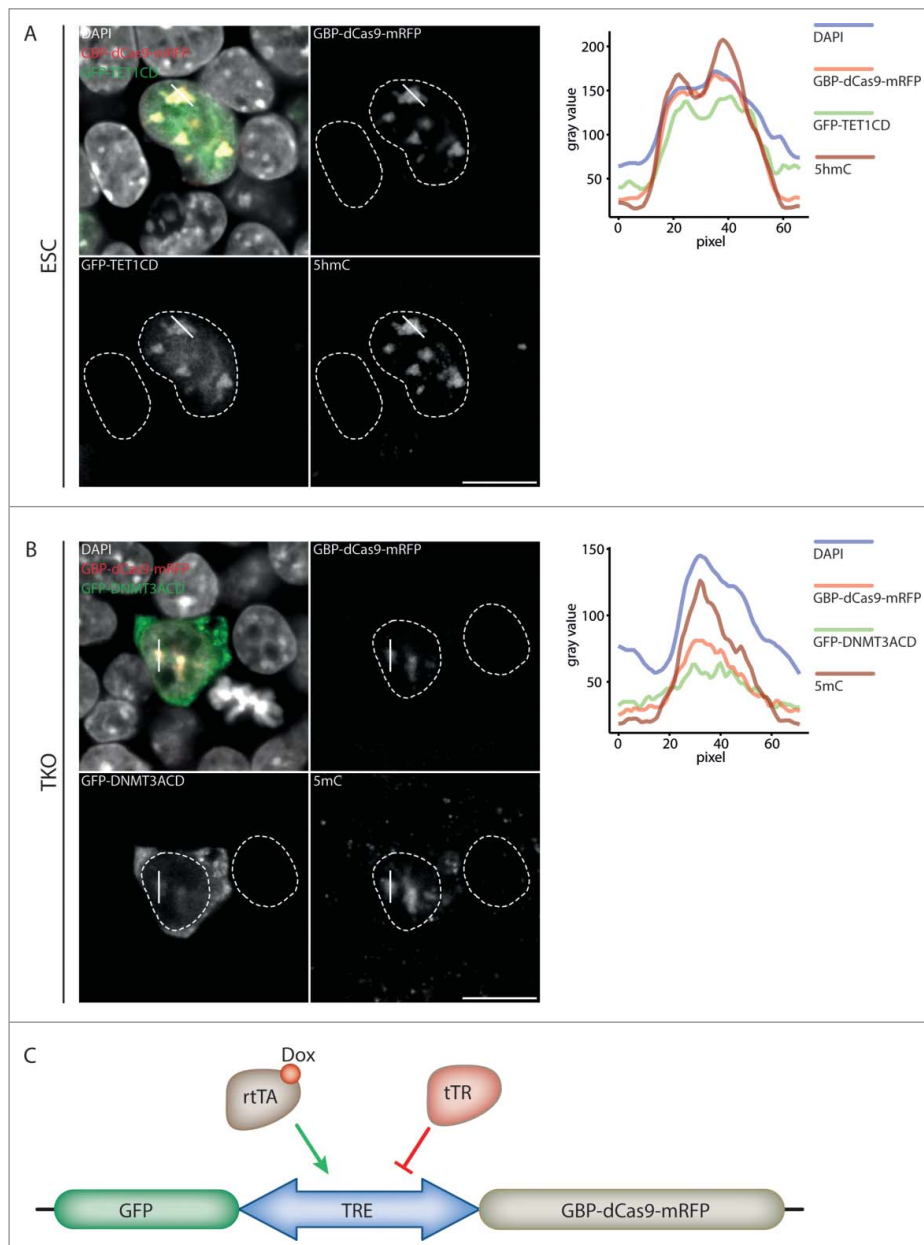 A
ESC
DAPI
GBP-dCas9-mRFP
GFP-TET1CD
GBP-dCas9-mRFP
GFP-TET1CD
5hmC
gray value
200
150
100
50
0
20
40
60
pixel
DAPI
GBP-dCas9-mRFP
GFP-TET1CD
5hmC
B
TKO
DAPI
GBP-dCas9-mRFP
GFP-DNMT3ACD
GBP-dCas9-mRFP
GFP-DNMT3ACD
5mC
gray value
150
100
50
0
20
40
60
pixel
DAPI
GBP-dCas9-mRFP
GFP-DNMT3ACD
5mC
C
Dox
rtTA
tTR
GFP
TRE
GBP-dCas9-mRFP